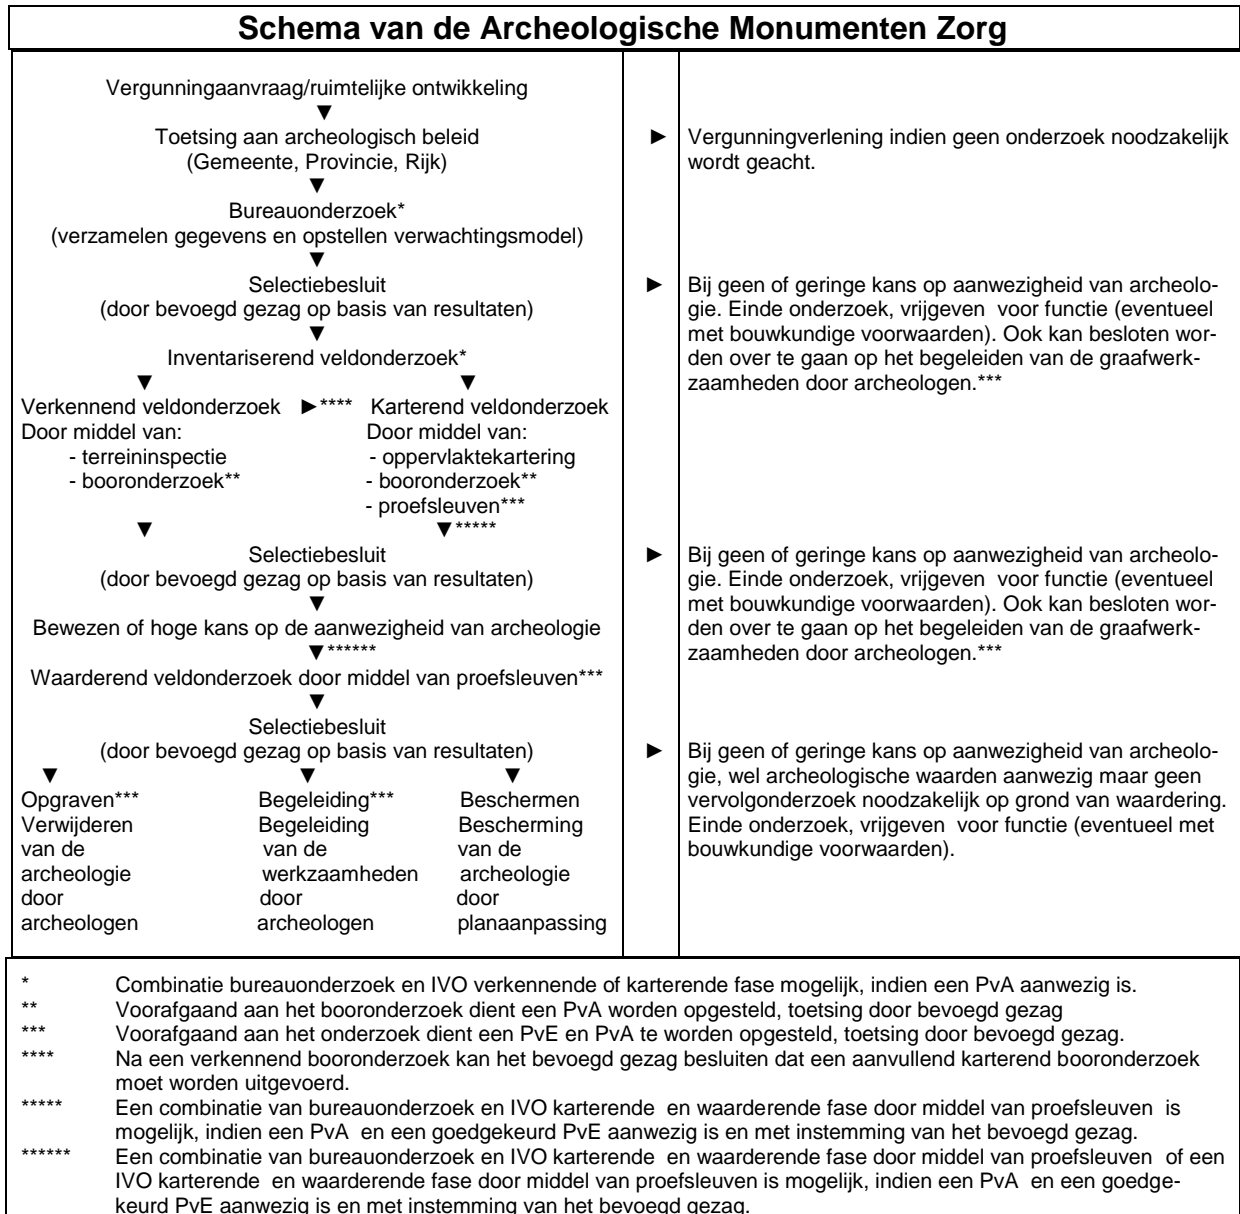 Schema van de Archeologische Monumenten Zorg
Vergunningaanvraag/ruimtelijke ontwikkeling
▼
Toetsing aan archeologisch beleid
(Gemeente, Provincie, Rijk)
▼
Bureauonderzoek*
(verzamelen gegevens en opstellen verwachtingsmodel)
▼
Selectiebesluit
(door bevoegd gezag op basis van resultaten)
▼
Inventariserend veldonderzoek*
▼ ▼
Verkennend veldonderzoek ►**** Karterend veldonderzoek
Door middel van: Door middel van:
- terreininspectie - oppervlaktekartering
- booronderzoek** - booronderzoek**
- proefsleuven***
▼ ▼*****
Selectiebesluit
(door bevoegd gezag op basis van resultaten)
▼
Bewezen of hoge kans op de aanwezigheid van archeologie
▼******
Waarderend veldonderzoek door middel van proefsleuven***
▼
Selectiebesluit
(door bevoegd gezag op basis van resultaten)
▼ ▼ ▼
Opgraven*** Begeleiding*** Beschermen
Verwijderen Begeleiding Bescherming
van de van de van de
archeologie werkzaamheden archeologie
door door door
archeologen archeologen planaanpassing
► Vergunningverlening indien geen onderzoek noodzakelijk
wordt geacht.
► Bij geen of geringe kans op aanwezigheid van archeolo-
gie. Einde onderzoek, vrijgeven voor functie (eventueel
met bouwkundige voorwaarden). Ook kan besloten wor-
den over te gaan op het begeleiden van de graafwerk-
zaamheden door archeologen.***
► Bij geen of geringe kans op aanwezigheid van archeolo-
gie. Einde onderzoek, vrijgeven voor functie (eventueel
met bouwkundige voorwaarden). Ook kan besloten wor-
den over te gaan op het begeleiden van de graafwerk-
zaamheden door archeologen.***
► Bij geen of geringe kans op aanwezigheid van archeolo-
gie, wel archeologische waarden aanwezig maar geen
vervolgonderzoek noodzakelijk op grond van waardering.
Einde onderzoek, vrijgeven voor functie (eventueel met
bouwkundige voorwaarden).
* Combinatie bureauonderzoek en IVO verkennende of karterende fase mogelijk, indien een PvA aanwezig is.
** Voorafgaand aan het booronderzoek dient een PvA worden opgesteld, toetsing door bevoegd gezag
*** Voorafgaand aan het onderzoek dient een PvE en PvA te worden opgesteld, toetsing door bevoegd gezag.
**** Na een verkennend booronderzoek kan het bevoegd gezag besluiten dat een aanvullend karterend booronderzoek
moet worden uitgevoerd.
***** Een combinatie van bureauonderzoek en IVO karterende en waarderende fase door middel van proefsleuven is
mogelijk, indien een PvA en een goedgekeurd PvE aanwezig is en met instemming van het bevoegd gezag.
****** Een combinatie van bureauonderzoek en IVO karterende en waarderende fase door middel van proefsleuven of een
IVO karterende en waarderende fase door middel van proefsleuven is mogelijk, indien een PvA en een goedge-
keurd PvE aanwezig is en met instemming van het bevoegd gezag.